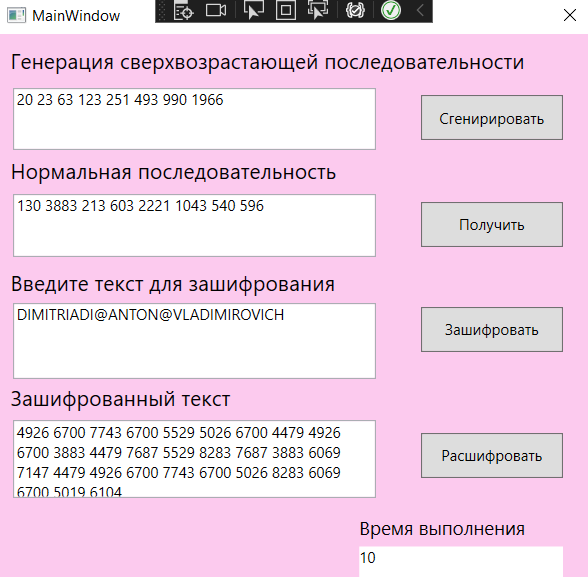 MainWindow
Генерация сверхвозрастающей последовательности
20 23 63 123 251 493 990 1966
Сгенирировать
Нормальная последовательность
130 3883 213 603 2221 1043 540 596
Получить
Введите текст для зашифрования
DIMITRIADI@ANTON@VLADIMIROVICH
Зашифровать
Зашифрованный текст
4926 6700 7743 6700 5529 5026 6700 4479 4926
6700 3883 4479 7687 5529 8283 7687 3883 6069
7147 4479 4926 6700 7743 6700 5026 8283 6069
6700 5019 6104
Расшифровать
Время выполнения
10